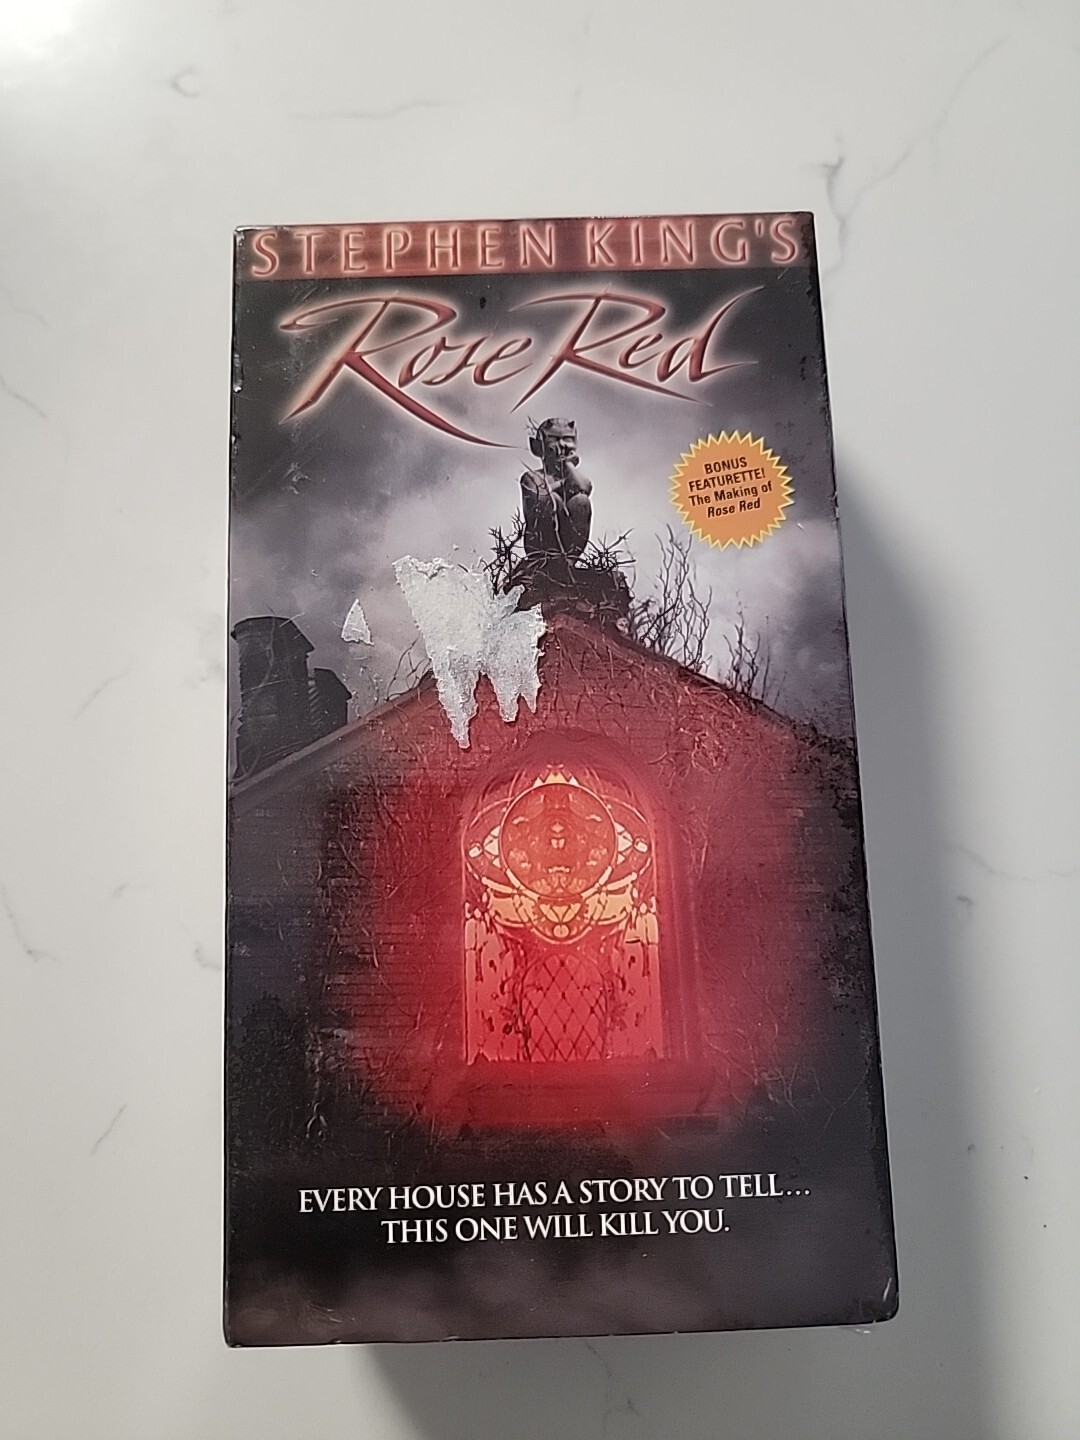 STEPHEN KING'S
Rose Red
BONUS
FEATURETTE!
The Making of
Rose Red
EVERY HOUSE HAS A STORY TO TELL...
THIS ONE WILL KILL YOU.